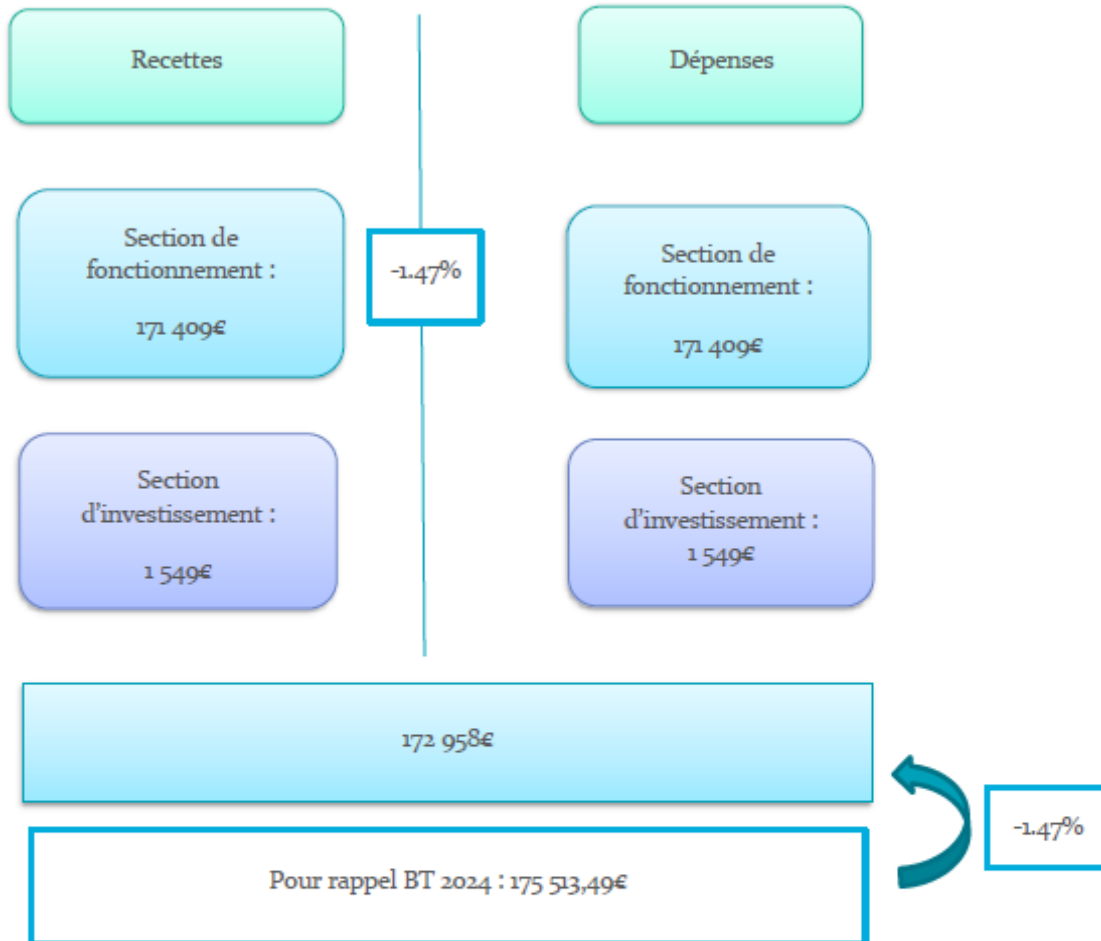 Recettes
Dépenses
Section de
fonctionnement :
171 409€
-1.47%
Section de
fonctionnement :
171 409€
Section
d'investissement :
1 549€
Section
d'investissement :
1 549€
172 958€
-1.47%
Pour rappel BT 2024 : 175 513,49€